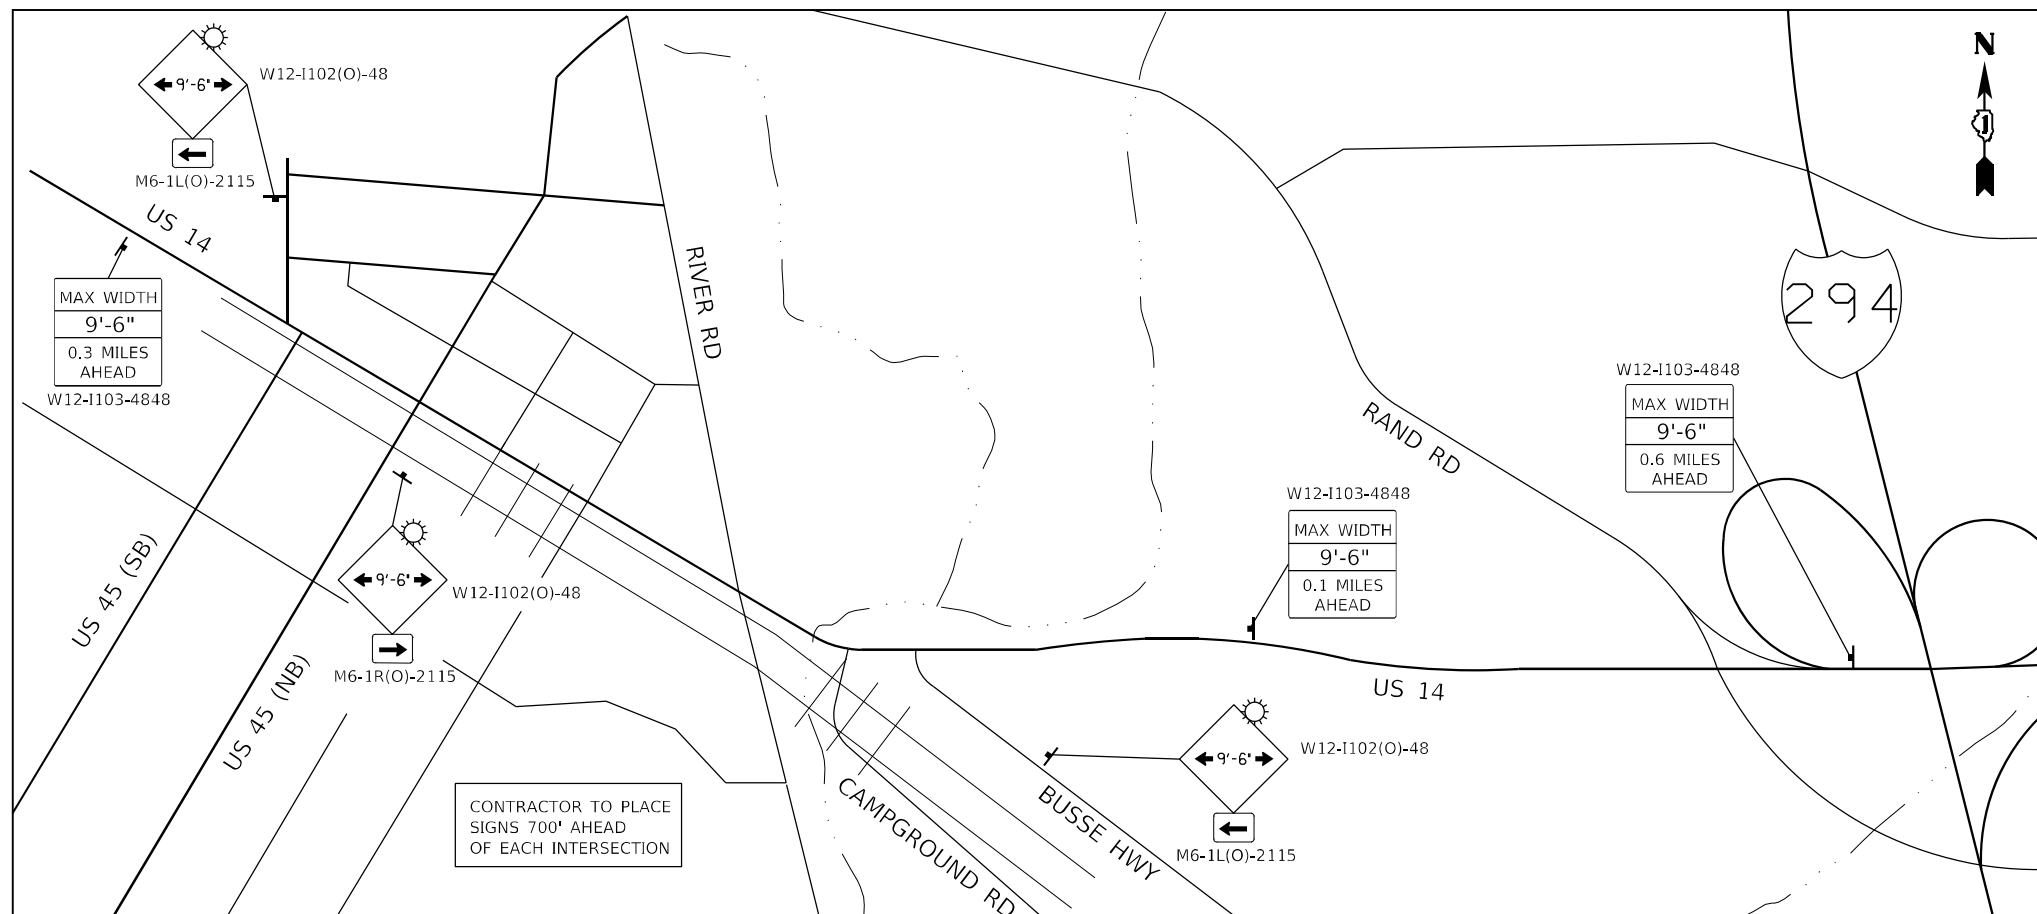 9'-6"
W12-I102(O)-48
M6-1L(O)-2115
N
US 14
MAX WIDTH
9'-6"
0.3 MILES
AHEAD
W12-I103-4848
RIVER RD
294
W12-I103-4848
MAX WIDTH
9'-6"
0.6 MILES
AHEAD
RAND RD
W12-I103-4848
MAX WIDTH
9'-6"
0.1 MILES
AHEAD
US 45 (SB)
9'-6"
W12-I102(O)-48
M6-1R(O)-2115
US 45 (NB)
US 14
9'-6"
W12-I102(O)-48
M6-1L(O)-2115
CONTRACTOR TO PLACE
SIGNS 700' AHEAD
OF EACH INTERSECTION
CAMPGROUND RD
BUSSE HWY